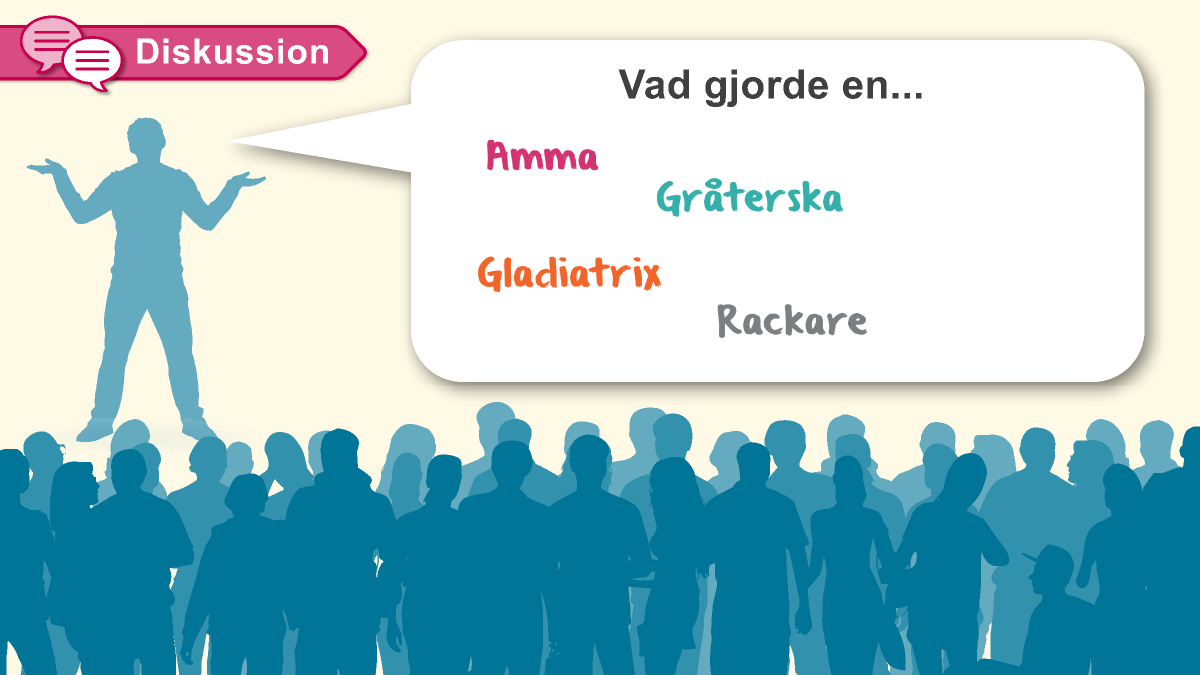 Diskussion
Vad gjorde en...
Amma
Gråterska
Gladiatrix
Rackare